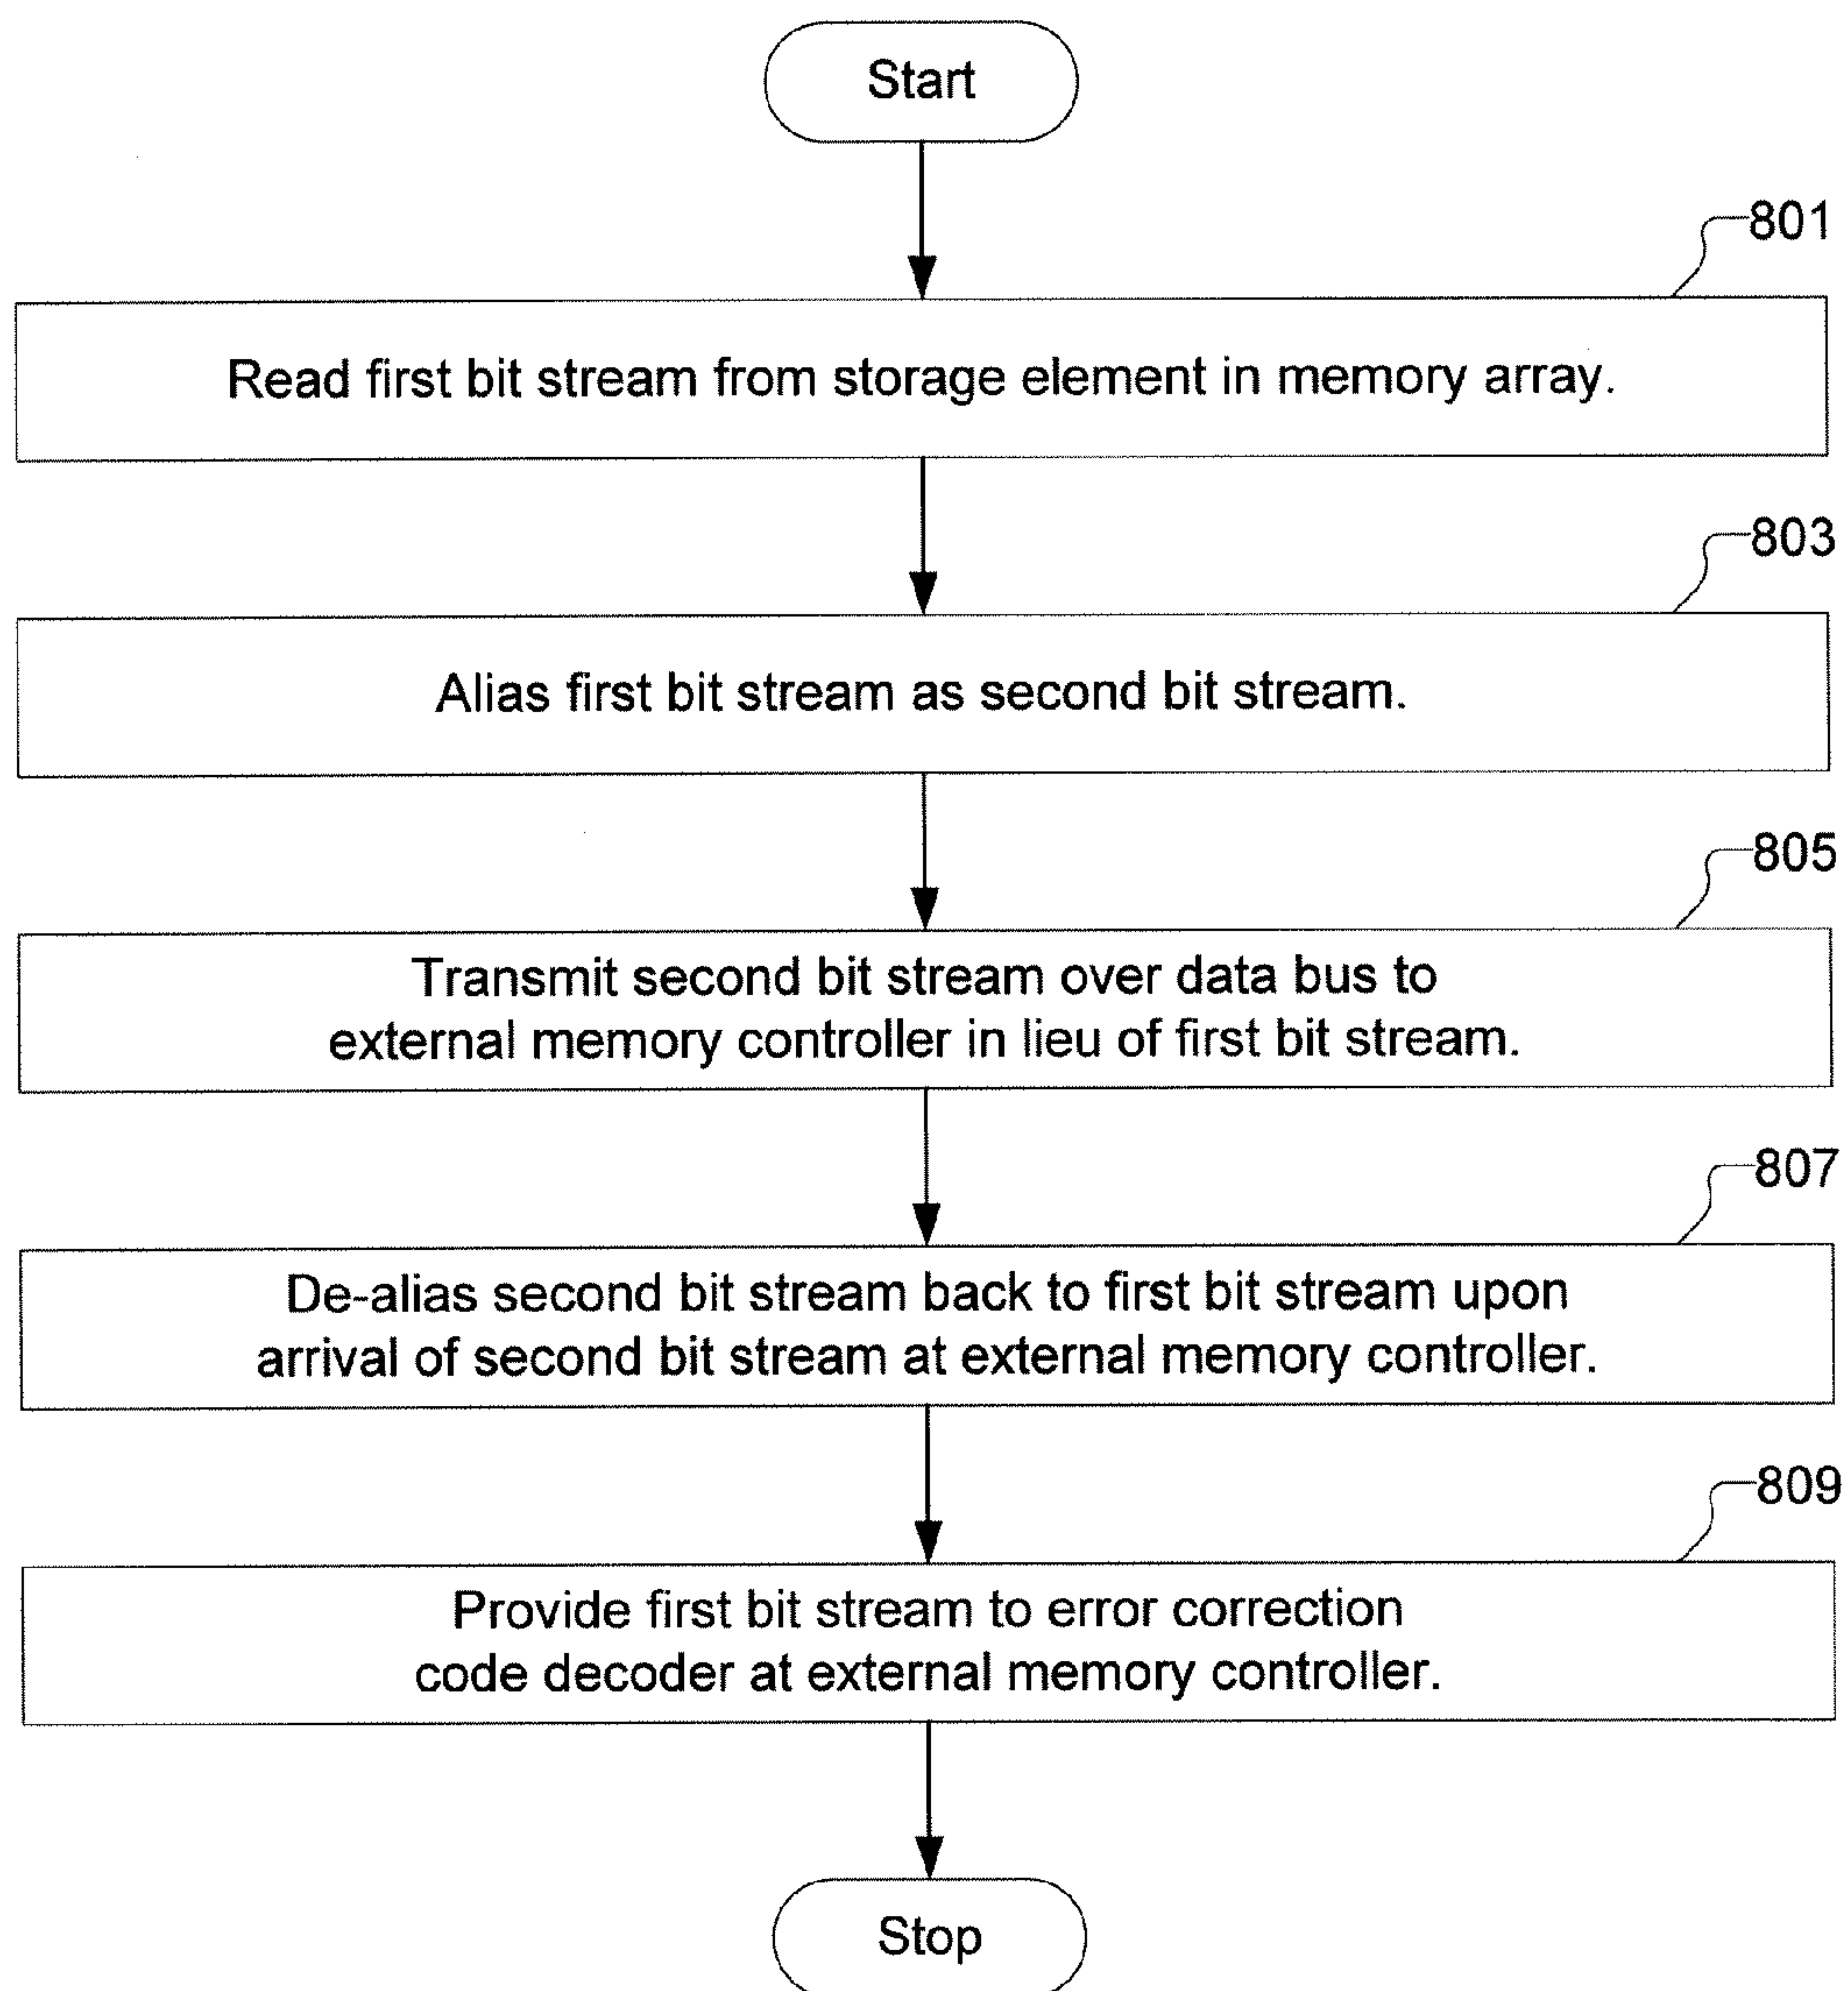 Start
801
Read first bit stream from storage element in memory array.
803
Alias first bit stream as second bit stream.
805
Transmit second bit stream over data bus to
external memory controller in lieu of first bit stream.
807
De-alias second bit stream back to first bit stream upon
arrival of second bit stream at external memory controller.
809
Provide first bit stream to error correction
code decoder at external memory controller.
Stop